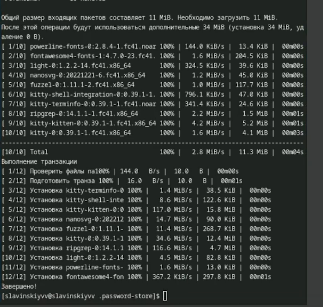 Общий размер входящих пакетов составляет 11 MiB. Необходимо загрузить 11 MiB.
После этой операции будут использоваться дополнительные 34 MiB (установка 34 MiB, уд
аление 0 B).
[ 1/10] powerline-fonts-0:2.8.4-1.fc41.noar 100% | 144.0 KiB/s | 13.4 KiB | 00m00s
[ 2/10] fontawesome4-fonts-1:4.7.0-23.fc41. 100% | 1.6 MiB/s | 204.5 KiB | 00m00s
[ 3/10] light-0:1.2.2-14.fc41.x86_64 100% | 324.5 KiB/s | 39.6 KiB | 00m00s
[ 4/10] nanosvg-0:20221221-6.fc41.x86_64 100% | 1.2 MiB/s | 45.0 KiB | 00m00s
[ 5/10] fuzzel-0:1.11.1-2.fc41.x86_64 100% | 1.0 MiB/s | 117.7 KiB | 00m00s
[ 6/10] kitty-shell-integration-0:0.39.1-1. 100% | 796.1 KiB/s | 47.0 KiB | 00m00s
[ 7/10] kitty-terminfo-0:0.39.1-1.fc41.noar 100% | 341.4 KiB/s | 24.6 KiB | 00m00s
[ 8/10] ripgrep-0:14.1.1-1.fc41.x86_64 100% | 2.2 MiB/s | 1.5 MiB | 00m01s
[ 9/10] kitty-kitten-0:0.39.1-1.fc41.x86_64 100% | 4.2 MiB/s | 5.2 MiB | 00m01s
[10/10] kitty-0:0.39.1-1.fc41.x86_64 100% | 1.6 MiB/s | 4.1 MiB | 00m03s
[10/10] Total 100% | 2.8 MiB/s | 11.3 MiB | 00m04s
Выполнение транзакции
[ 1/12] Проверить файлы па100% | 144.0 B/s | 18.0 B | 00m00s
[ 2/12] Подготовить транза 100% | 16.0 B/s | 10.0 B | 00m01s
[ 3/12] Установка kitty-terminfo-0 100% | 1.4 MiB/s | 38.5 KiB | 00m00s
[ 4/12] Установка kitty-shell-inte 100% | 8.6 MiB/s | 122.6 KiB | 00m00s
[ 5/12] Установка kitty-kitten-0:0 100% | 117.0 MiB/s | 15.8 MiB | 00m00s
[ 6/12] Установка nanosvg-0:202212 100% | 14.7 MiB/s | 90.0 KiB | 00m00s
[ 7/12] Установка fuzzel-0:1.11.1- 100% | 11.4 MiB/s | 268.7 KiB | 00m00s
[ 8/12] Установка kitty-0:0.39.1-1 100% | 34.6 MiB/s | 12.4 MiB | 00m00s
[ 9/12] Установка ripgrep-0:14.1.1 100% | 116.6 MiB/s | 4.7 MiB | 00m00s
[10/12] Установка light-0:1.2.2-14 100% | 4.5 MiB/s | 82.8 KiB | 00m00s
[11/12] Установка powerline-fonts- 100% | 1.6 MiB/s | 13.0 KiB | 00m00s
[12/12] Установка fontawesome4-fon 100% | 367.2 KiB/s | 297.8 KiB | 00m01s
Завершено!
[slavinskiyvv@slavinskiyvv .password-store]$